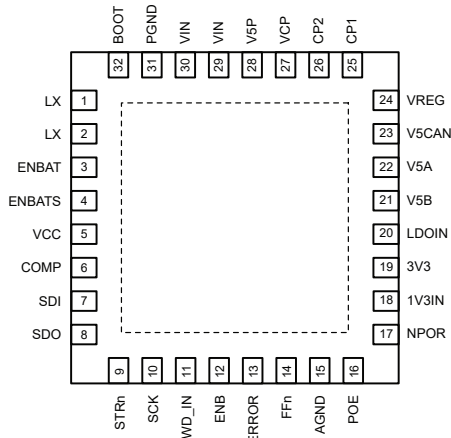 BOOT
PGND
VIN
VIN
V5P
VCP
CP2
CP1
32
31
30
29
28
27
26
25
LX 1
LX 2
ENBAT 3
ENBATS 4
VCC 5
COMP 6
SDI 7
SDO 8
24 VREG
23 V5CAN
22 V5A
21 V5B
20 LDOIN
19 3V3
18 1V3IN
17 NPOR
9
10
11
12
13
14
15
16
STRn
SCK
WD_IN
ENB
ERROR
FFn
AGND
POE